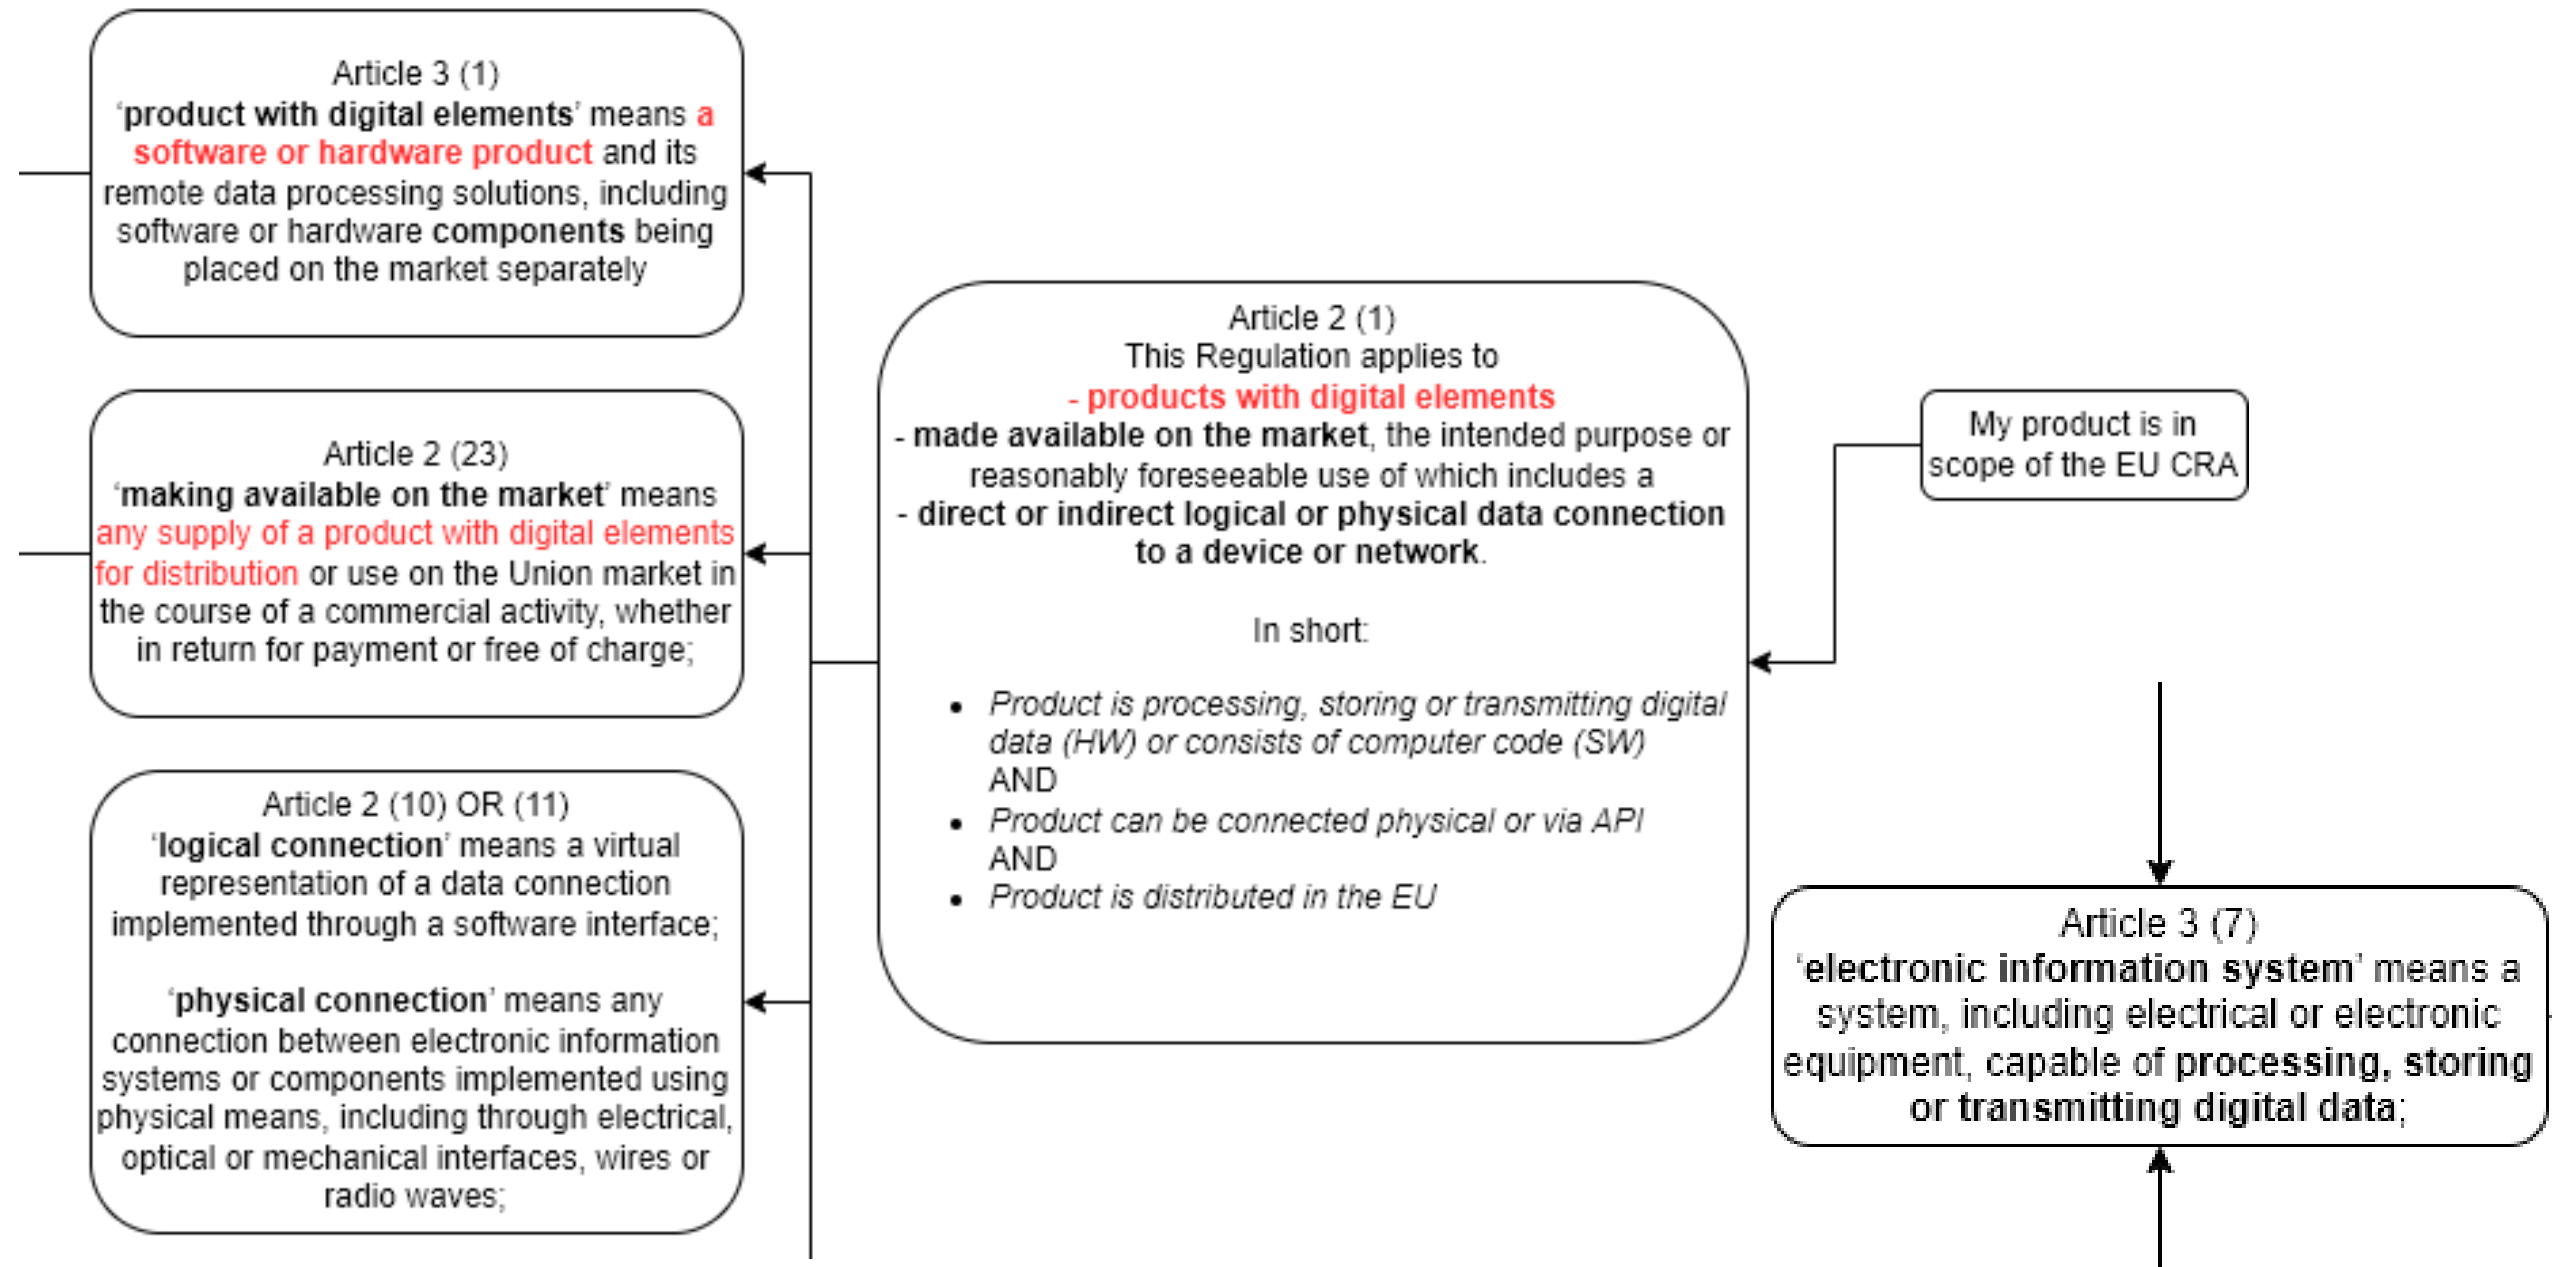 Article 3 (1)
‘product with digital elements’ means a
software or hardware product and its
remote data processing solutions, including
software or hardware components being
placed on the market separately
Article 2 (23)
‘making available on the market’ means
any supply of a product with digital elements
for distribution or use on the Union market in
the course of a commercial activity, whether
in return for payment or free of charge;
Article 2 (10) OR (11)
‘logical connection’ means a virtual
representation of a data connection
implemented through a software interface;
‘physical connection’ means any
connection between electronic information
systems or components implemented using
physical means, including through electrical,
optical or mechanical interfaces, wires or
radio waves;
Article 2 (1)
This Regulation applies to
- products with digital elements
- made available on the market, the intended purpose or
reasonably foreseeable use of which includes a
- direct or indirect logical or physical data connection
to a device or network.
In short:
• Product is processing, storing or transmitting digital
data (HW) or consists of computer code (SW)
AND
• Product can be connected physical or via API
AND
• Product is distributed in the EU
My product is in
scope of the EU CRA
Article 3 (7)
‘electronic information system’ means a
system, including electrical or electronic
equipment, capable of processing, storing
or transmitting digital data;